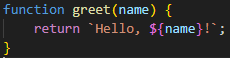 function greet(name) {
    return `Hello, ${name}!`;
}